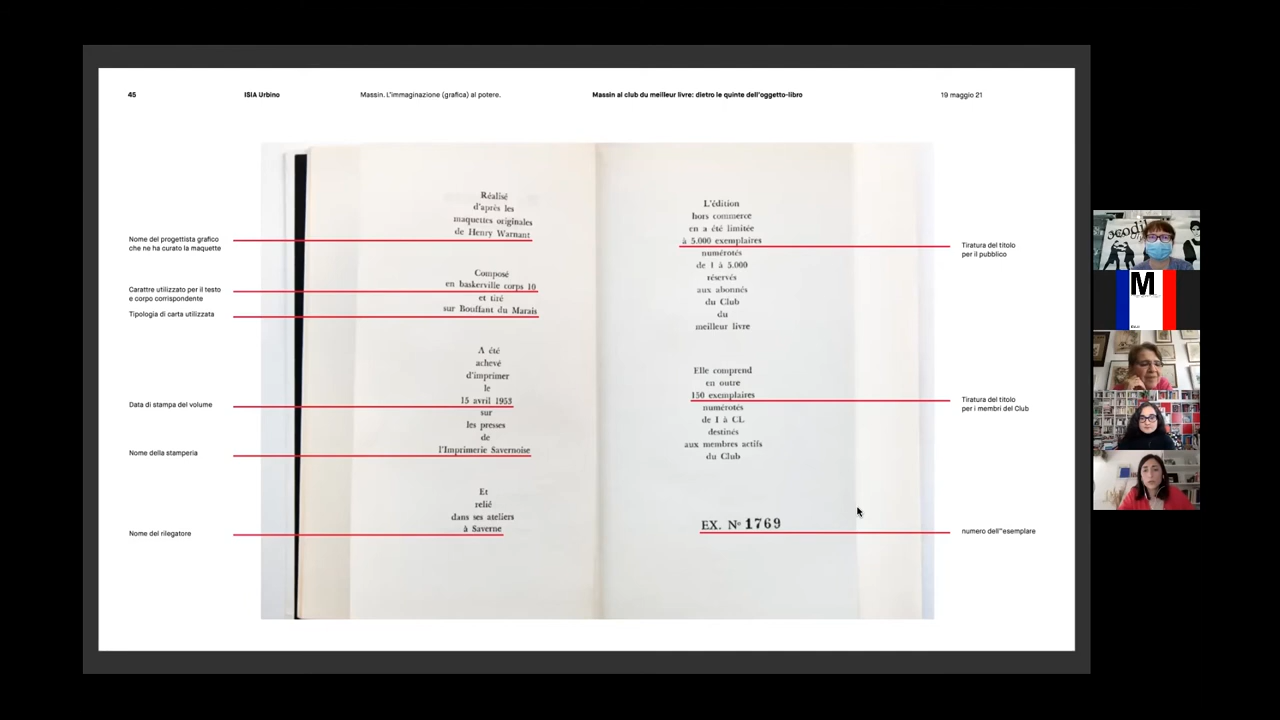 45
ISIA Urbino
Massin. L'immaginazione (grafica) al potere.
Massin al club du meilleur livre: dietro le quinte dell'oggetto-libro
19 maggio 21
Nome del progettista grafico
che ne ha curato la maquette
Carattre utilizzato per il testo
e corpo corrispondente
Tipologia di carta utilizzata
Data di stampa del volume
Nome della stamperia
Nome del rilegatore
Réalisé
d'après les
maquettes originales
de Henry Warnant
Composé
en baskerville corps 10
et tiré
sur Bouffant du Marais
A été
achevé
d'imprimer
le
15 avril 1953
sur
les presses
de
l'Imprimerie Savernoise
Et
relié
dans ses ateliers
à Saverne
L'édition
hors commerce
en a été limitée
à 5.000 exemplaires
numérotés
de 1 à 5.000
réservés
aux abonnés
du Club
du
meilleur livre
Elle comprend
en outre
150 exemplaires
numérotés
de I à CL
destinés
aux membres actifs
du Club
EX. Nº 1769
Tiratura del titolo
per il pubblico
Tiratura del titolo
per i membri del Club
numero dell'"esemplare
M